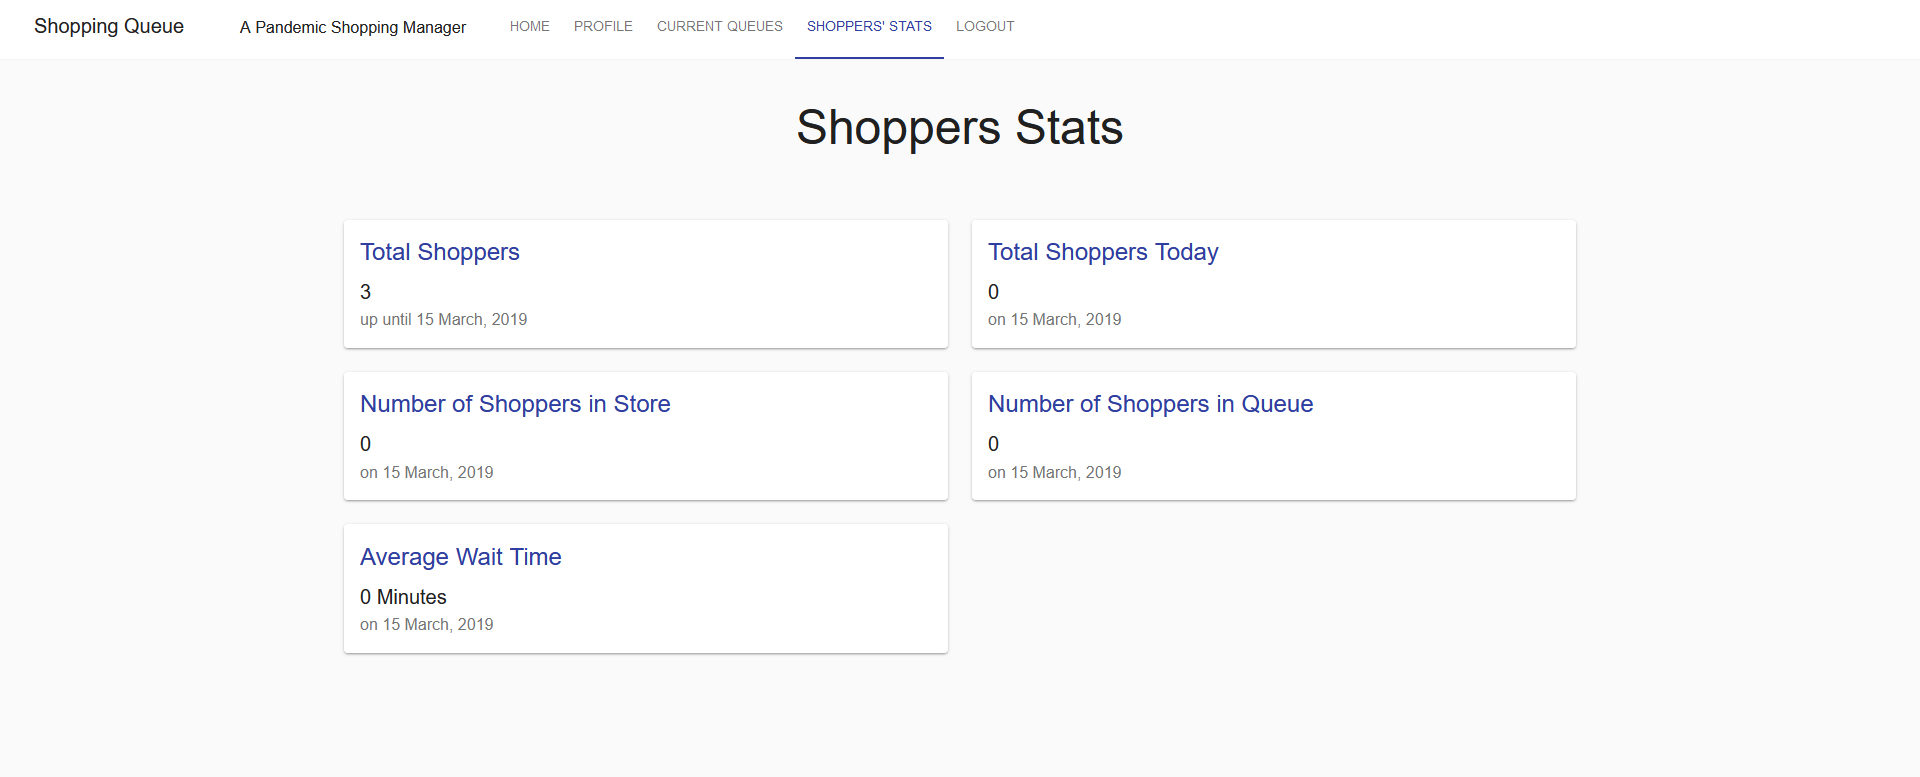 Shopping Queue
A Pandemic Shopping Manager
HOME
PROFILE
CURRENT QUEUES
SHOPPERS' STATS
LOGOUT
Shoppers Stats
Total Shoppers
3
up until 15 March, 2019
Total Shoppers Today
0
on 15 March, 2019
Number of Shoppers in Store
0
on 15 March, 2019
Number of Shoppers in Queue
0
on 15 March, 2019
Average Wait Time
0 Minutes
on 15 March, 2019